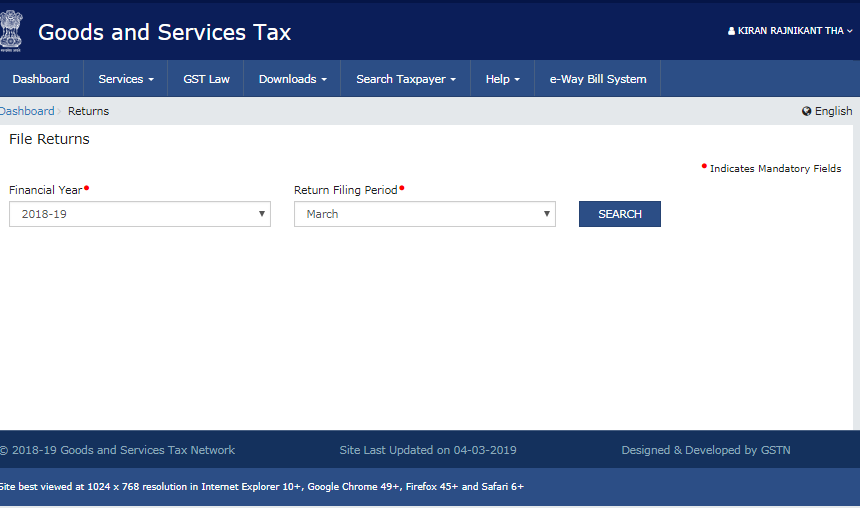 Goods and Services Tax
KIRAN RAJNIKANT THA
Dashboard Services GST Law Downloads Search Taxpayer Help e-Way Bill System
Dashboard › Returns English
File Returns
• Indicates Mandatory Fields
Financial Year• Return Filing Period•
2018-19 March SEARCH
© 2018-19 Goods and Services Tax Network Site Last Updated on 04-03-2019 Designed & Developed by GSTN
Site best viewed at 1024 x 768 resolution in Internet Explorer 10+, Google Chrome 49+, Firefox 45+ and Safari 6+